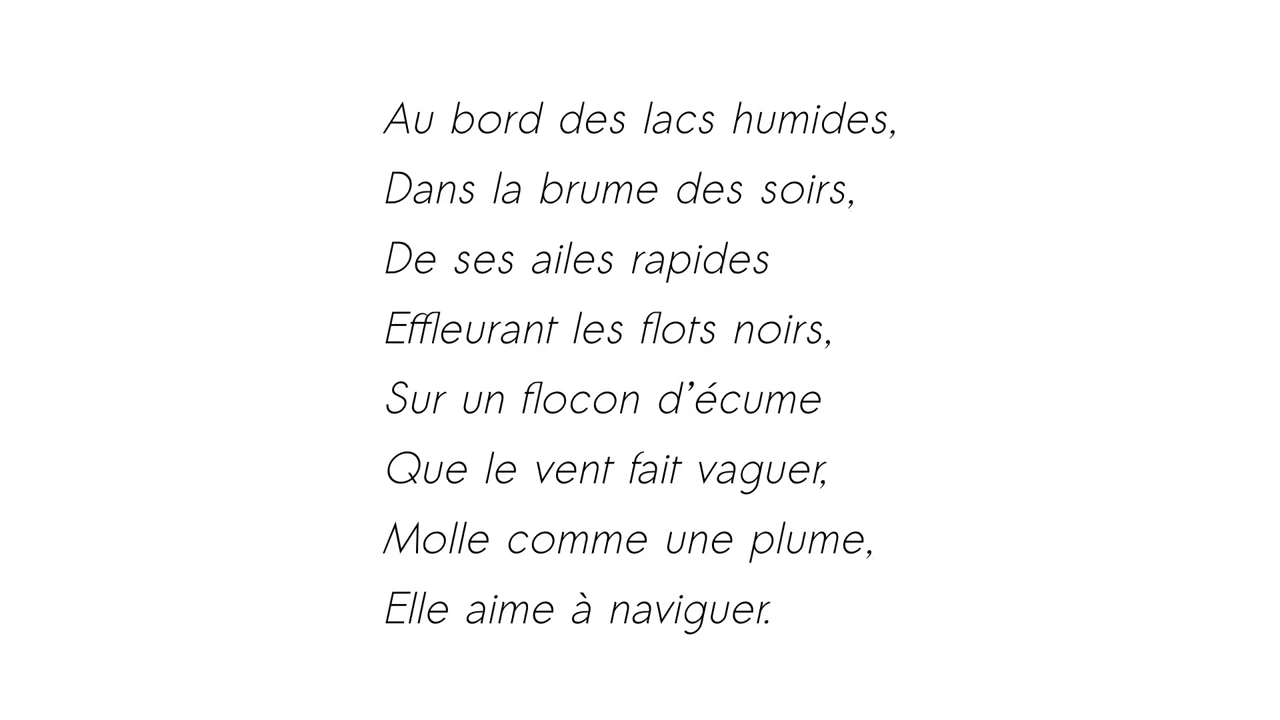 Au bord des lacs humides,
Dans la brume des soirs,
De ses ailes rapides
Effleurant les flots noirs,
Sur un flocon d’écume
Que le vent fait vaguer,
Molle comme une plume,
Elle aime à naviguer.